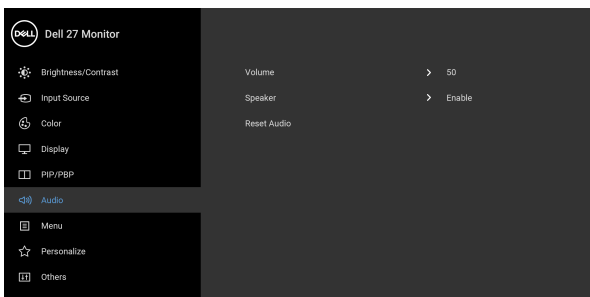 DELL Dell 27 Monitor
Brightness/Contrast
Volume 50
Input Source
Speaker Enable
Color
Reset Audio
Display
PIP/PBP
Audio
Menu
Personalize
Others